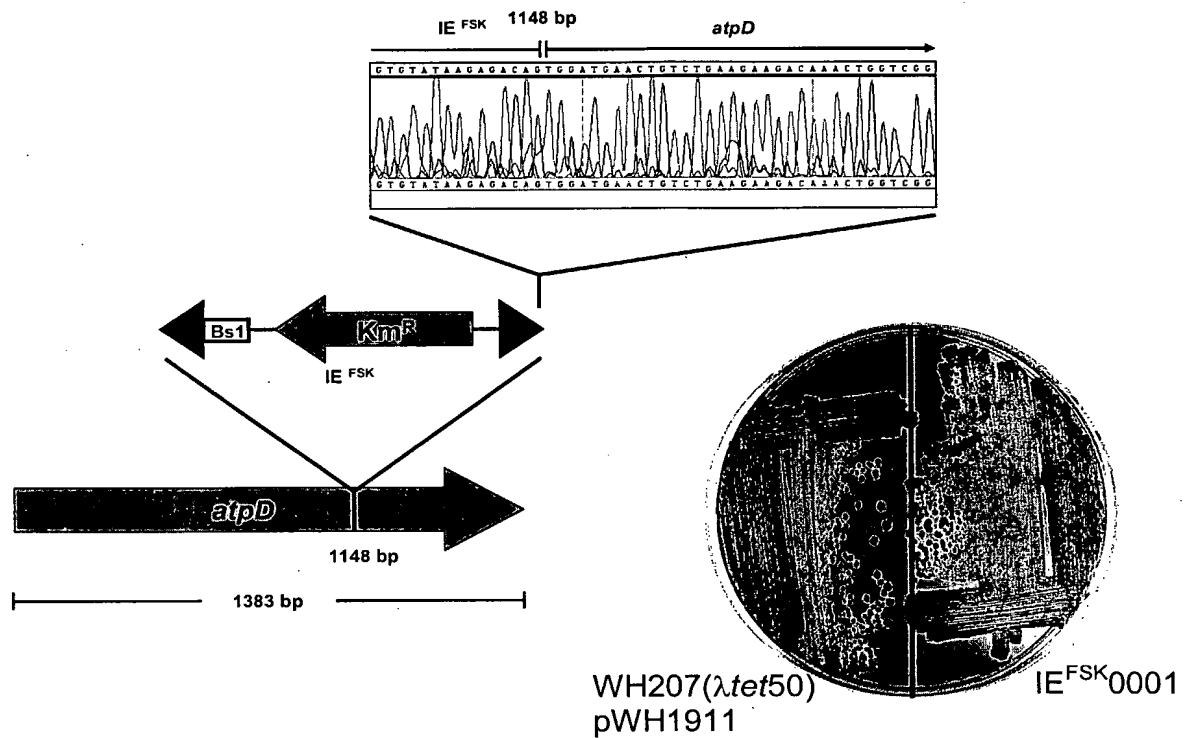 IE FSK 1148 bp atpD
GTGTATAAGAGACAGTGGATGAACTGTCTGAAGAAGACAAACTGGTCGG
GTGTATAAGAGACAGTGGATGAACTGTCTGAAGAAGACAAACTGGTCGG
Bs1 KmR
IE FSK
atpD
1148 bp
1383 bp
WH207(λtet50) IEFSK0001
pWH1911